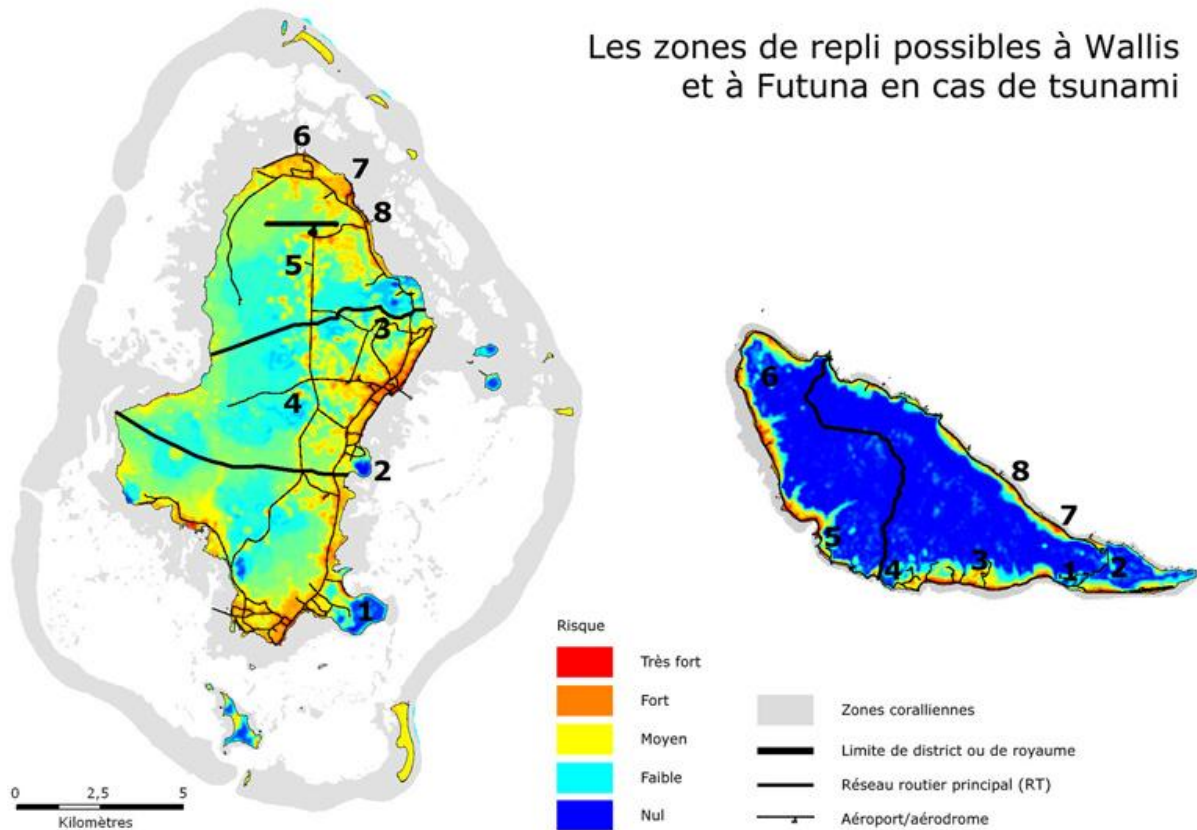 Les zones de repli possibles à Wallis
et à Futuna en cas de tsunami
6
7
8
5
3
4
2
1
6
8
7
5
4
3
1
2
Risque
Très fort
Fort
Moyen
Faible
Nul
Zones coralliennes
Limite de district ou de royaume
Réseau routier principal (RT)
Aéroport/aérodrome
0 2,5 5
Kilomètres